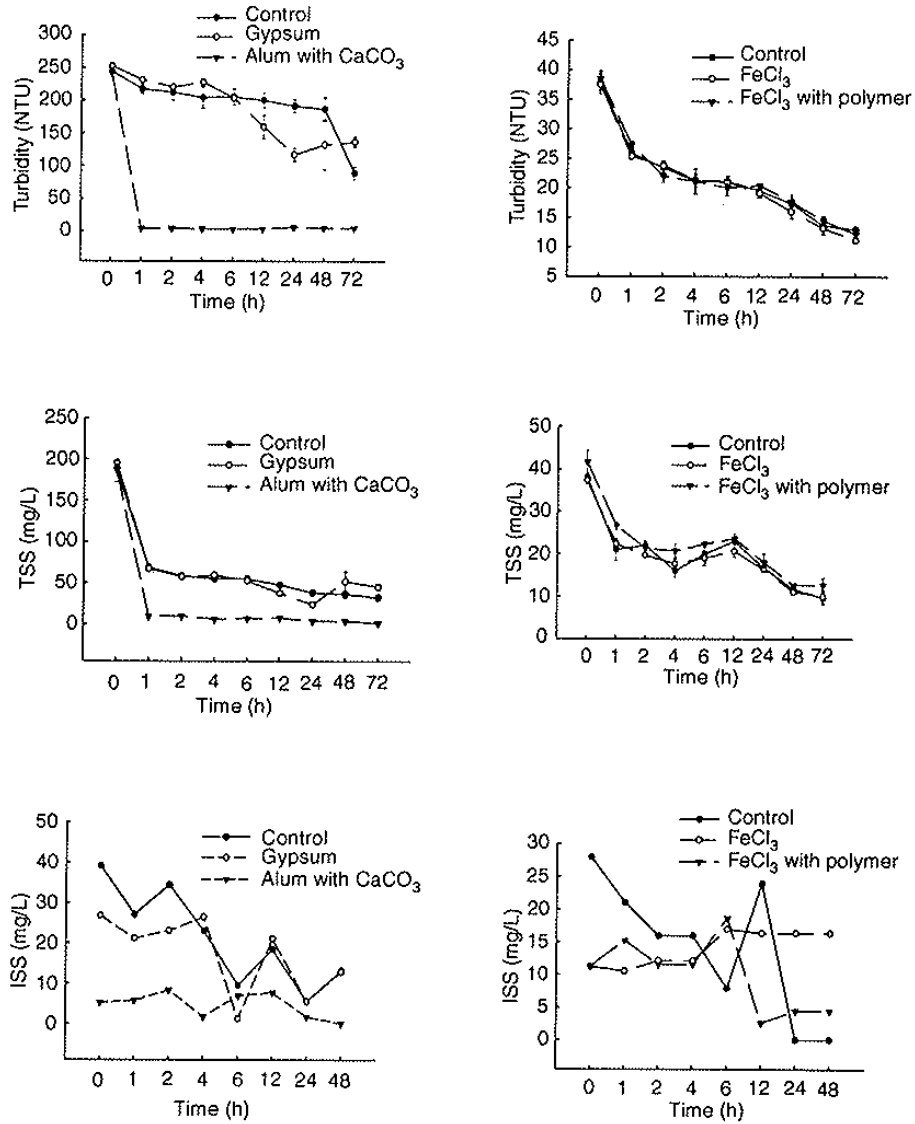 Control
Gypsum
Alum with CaCO3
250
200
150
100
50
0
Turbidity (NTU)
0 1 2 4 6 12 24 48 72
Time (h)
Control
FeCl3
FeCl3 with polymer
45
40
35
30
25
20
15
10
5
Turbidity (NTU)
0 1 2 4 6 12 24 48 72
Time (h)
Control
Gypsum
Alum with CaCO3
250
200
150
100
50
0
TSS (mg/L)
0 1 2 4 6 12 24 48 72
Time (h)
Control
FeCl3
FeCl3 with polymer
50
40
30
20
10
0
TSS (mg/L)
0 1 2 4 6 12 24 48 72
Time (h)
Control
Gypsum
Alum with CaCO3
50
40
30
20
10
0
ISS (mg/L)
0 1 2 4 6 12 24 48
Time (h)
Control
FeCl3
FeCl3 with polymer
30
25
20
15
10
5
0
ISS (mg/L)
0 1 2 4 6 12 24 48
Time (h)